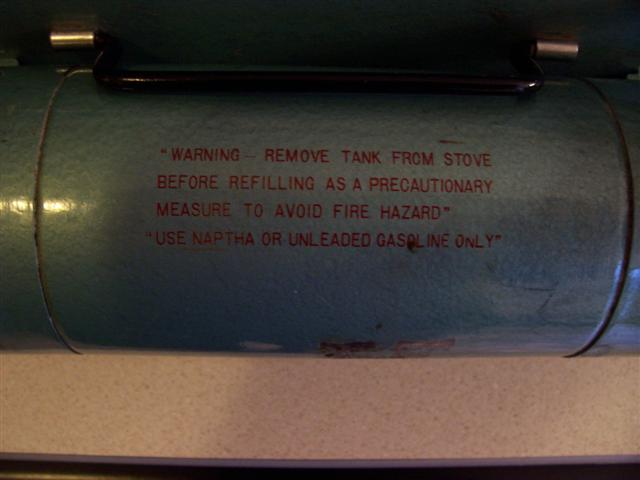 "WARNING — REMOVE TANK FROM STOVE
BEFORE REFILLING AS A PRECAUTIONARY
MEASURE TO AVOID FIRE HAZARD"
"USE NAPTHA OR UNLEADED GASOLINE ONLY"